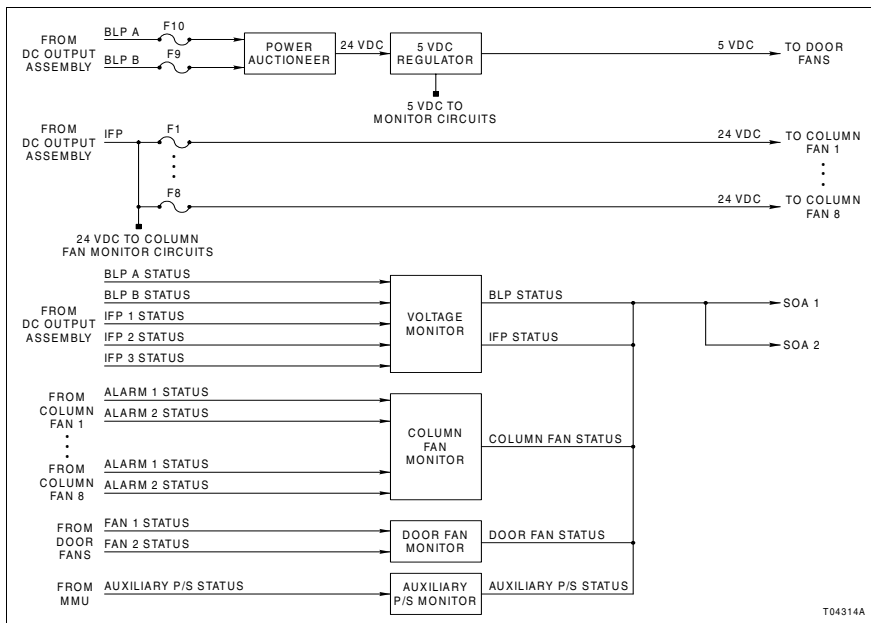 FROM
DC OUTPUT
ASSEMBLY
BLP A
F10
BLP B
F9
POWER
AUCTIONEER
24 VDC
5 VDC
REGULATOR
5 VDC
TO DOOR
FANS
5 VDC TO
MONITOR CIRCUITS
FROM
DC OUTPUT
ASSEMBLY
IFP
F1
24 VDC
TO COLUMN
FAN 1
F8
24 VDC
TO COLUMN
FAN 8
24 VDC TO COLUMN
FAN MONITOR CIRCUITS
FROM
DC OUTPUT
ASSEMBLY
BLP A STATUS
BLP B STATUS
IFP 1 STATUS
IFP 2 STATUS
IFP 3 STATUS
VOLTAGE
MONITOR
BLP STATUS
IFP STATUS
SOA 1
SOA 2
FROM
COLUMN
FAN 1
ALARM 1 STATUS
ALARM 2 STATUS
FROM
COLUMN
FAN 8
ALARM 1 STATUS
ALARM 2 STATUS
COLUMN
FAN
MONITOR
COLUMN FAN STATUS
FROM
DOOR
FANS
FAN 1 STATUS
FAN 2 STATUS
DOOR FAN
MONITOR
DOOR FAN STATUS
FROM
MMU
AUXILIARY P/S STATUS
AUXILIARY
P/S MONITOR
AUXILIARY P/S STATUS
T04314A